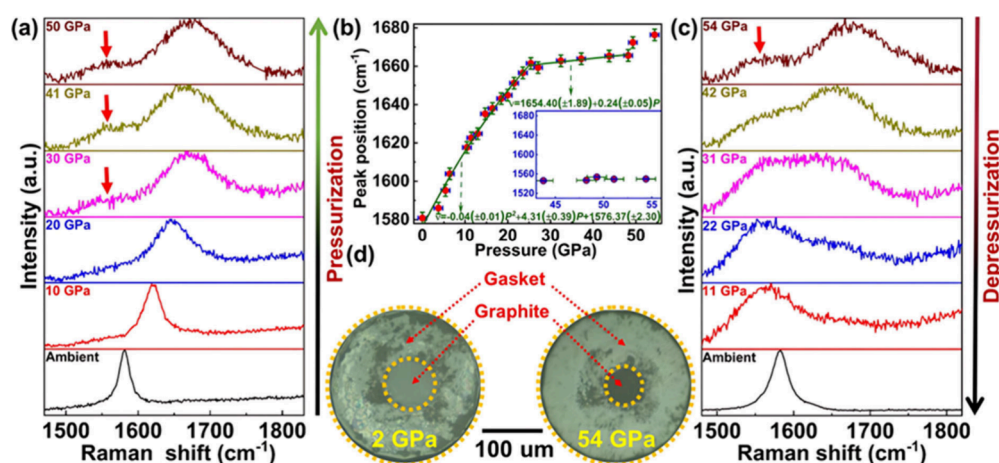 (a)
50 GPa
41 GPa
30 GPa
20 GPa
10 GPa
Ambient
Intensity (a.u.)
1500 1600 1700 1800
Raman shift (cm-1)
Pressurization
(b)
Peak position (cm-1)
1680
1660
1640
1620
1600
1580
ν=1654.40(±1.89)+0.24(±0.05)P
1680
1640
1600
1560
1520
45 50 55
ν=-0.04(±0.01)P2+4.31(±0.39)P+1576.37(±2.30)
0 10 20 30 40 50
Pressure (GPa)
(d)
Gasket
Graphite
2 GPa
100 um
54 GPa
(c)
54 GPa
42 GPa
31 GPa
22 GPa
11 GPa
Ambient
Intensity (a.u.)
1500 1600 1700 1800
Raman shift (cm-1)
Depressurization